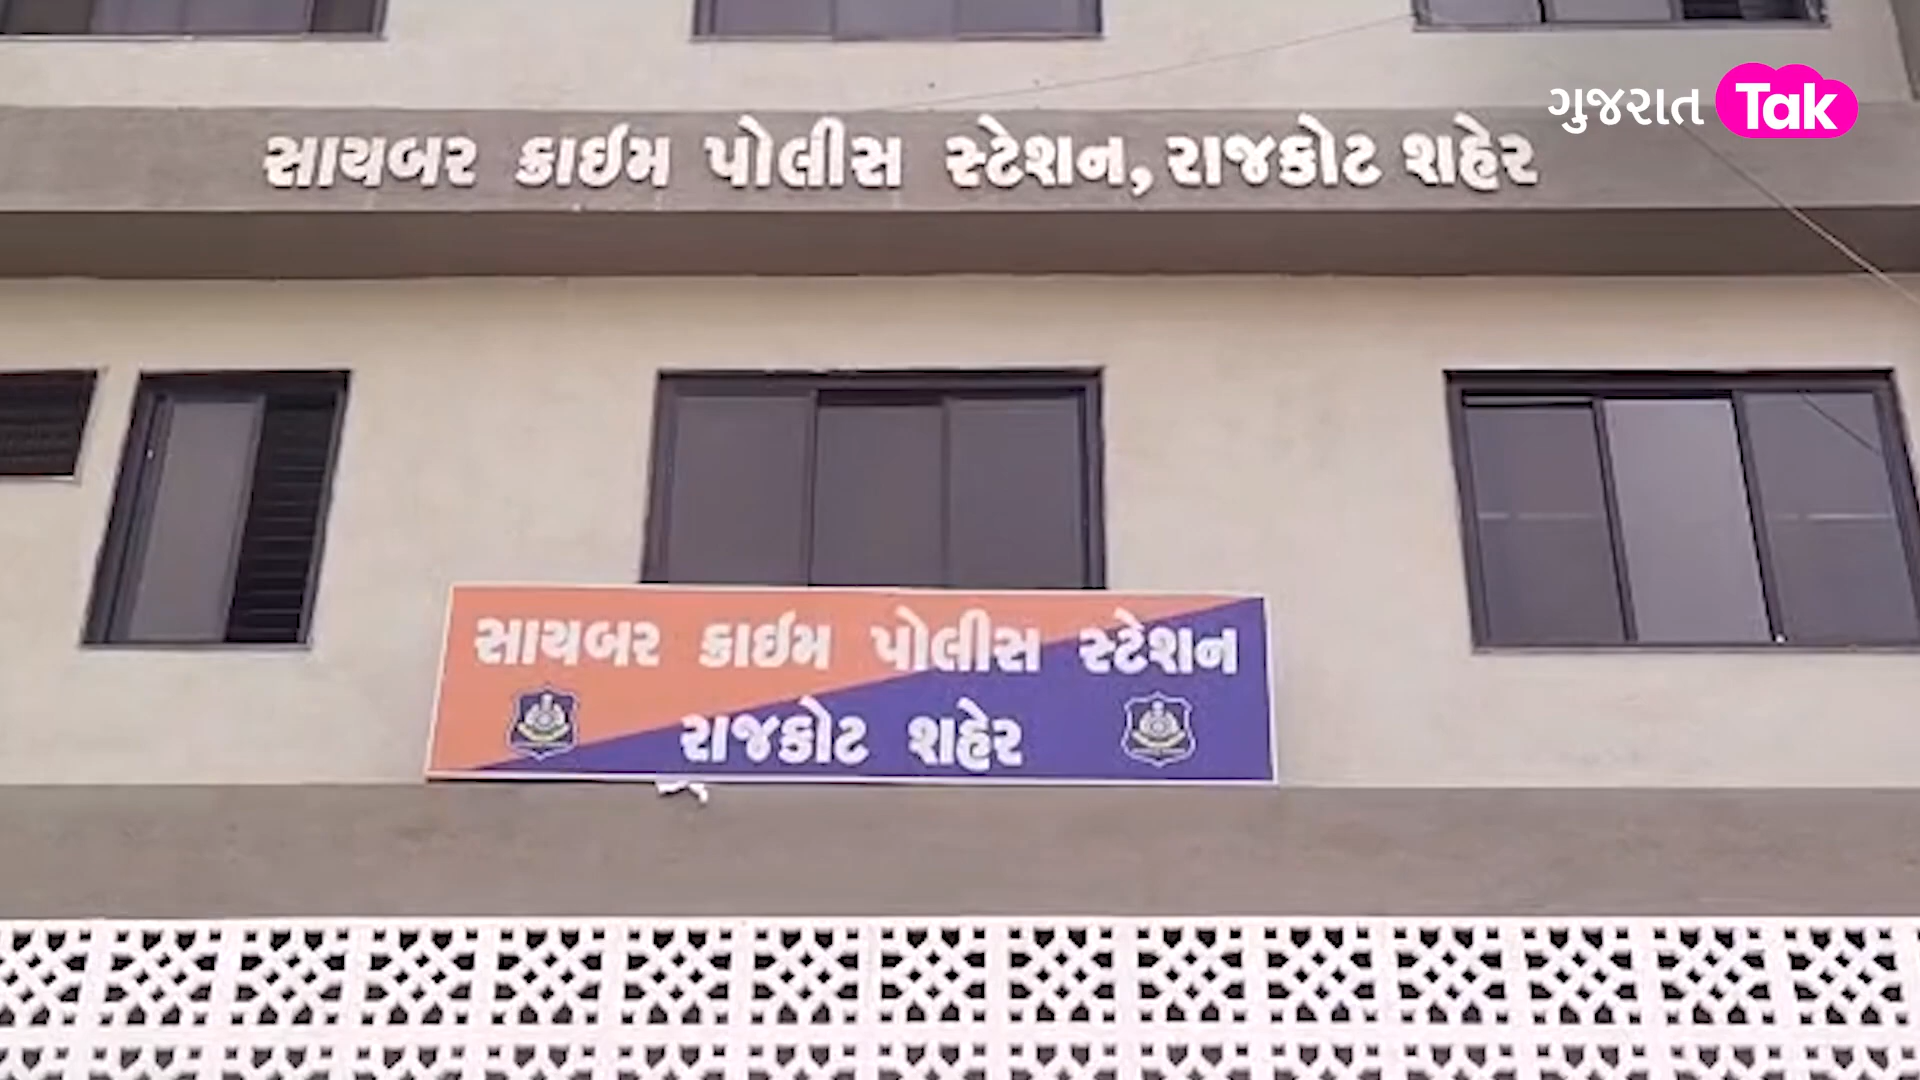 ગુજરાત Tak
સાયબર ક્રાઈમ પોલીસ સ્ટેશન, રાજકોટ શહેર
સાયબર ક્રાઈમ પોલીસ સ્ટેશન
રાજકોટ શહેર